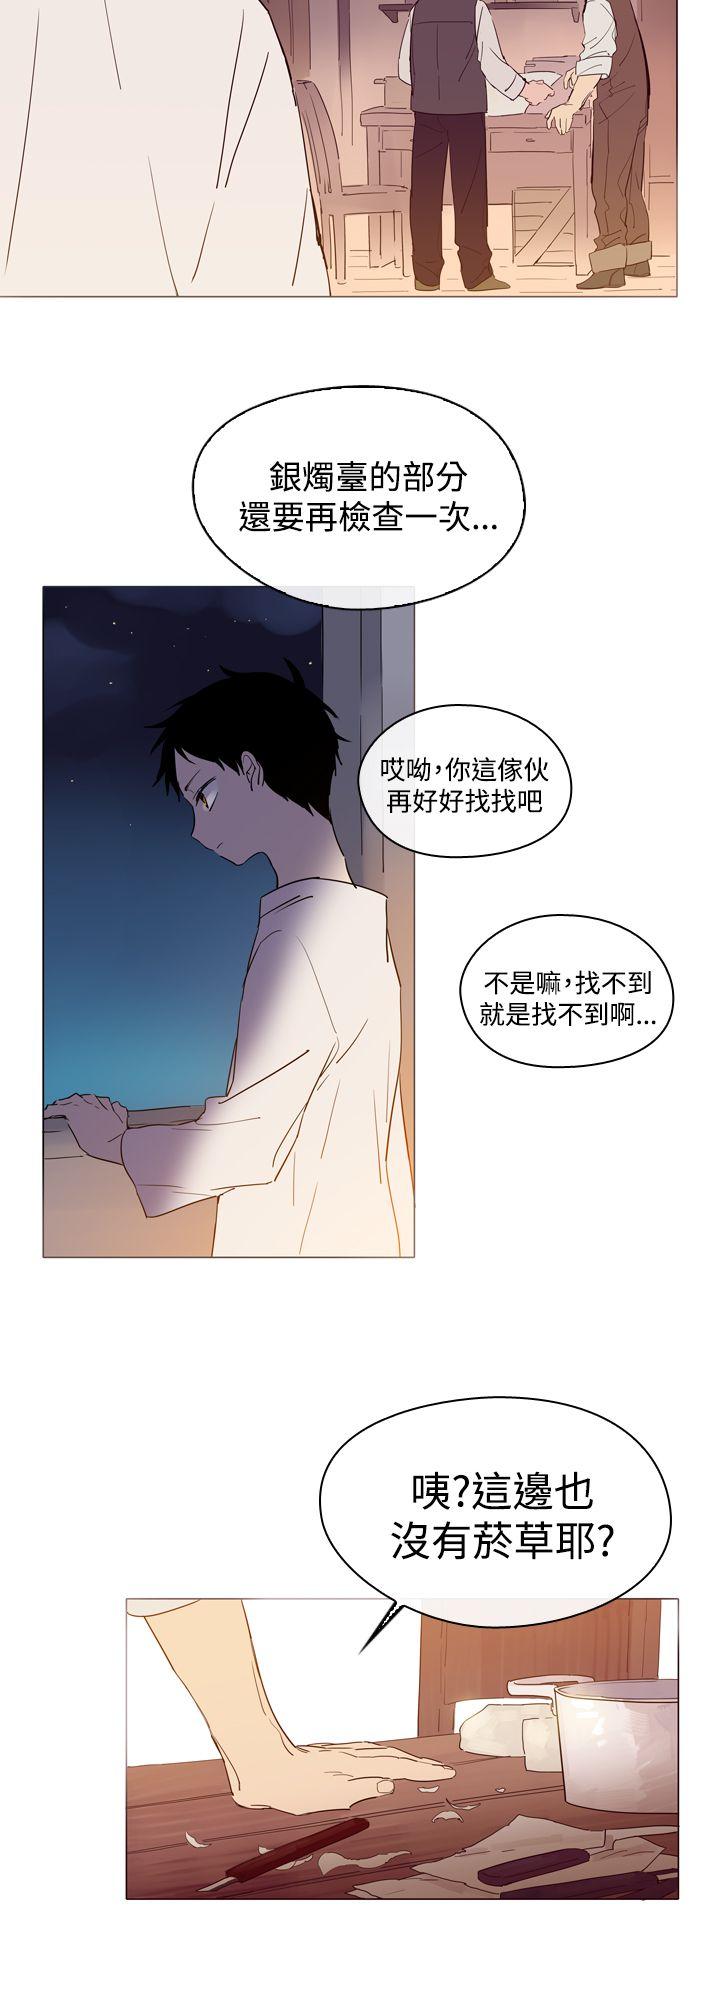 銀燭臺的部分
還要再檢查一次...
哎呦，你這傢伙
再好好找找吧
不是嘛，找不到
就是找不到啊...
咦?這邊也
沒有菸草耶?